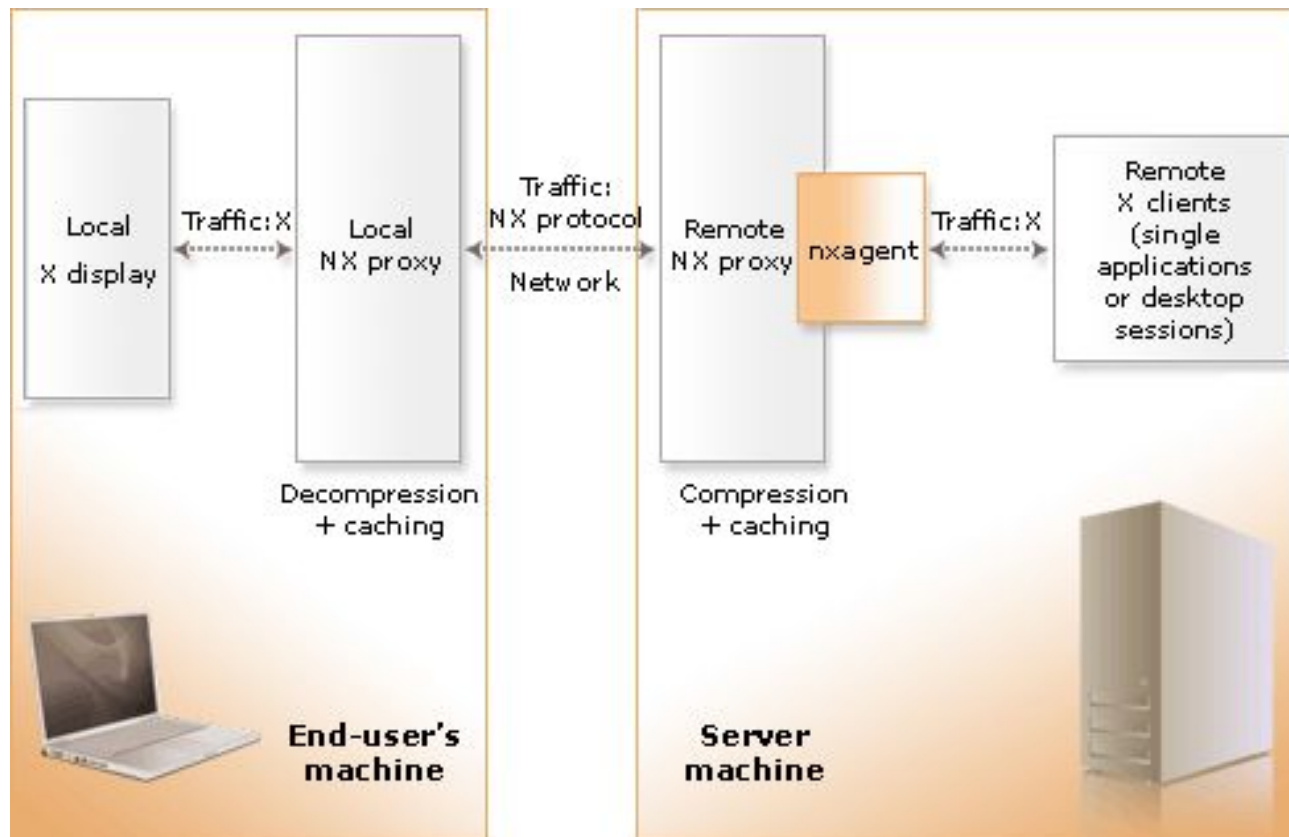 Local
X display
Traffic:X
Local
NX proxy
Decompression
+ caching
Traffic:
NX protocol
Network
Remote
NX proxy
nxagent
Compression
+ caching
Traffic:X
Remote
X clients
(single
applications
or desktop
sessions)
End-user's
machine
Server
machine